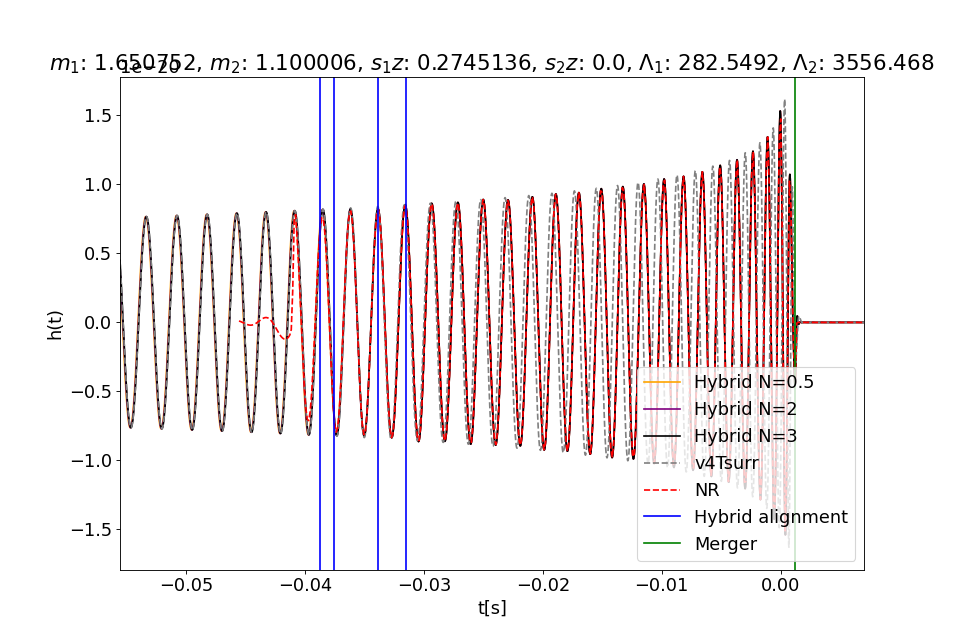 m₁: 1.650752, m₂: 1.100006, s₁z: 0.2745136, s₂z: 0.0, Λ₁: 282.5492, Λ₂: 3556.468
1e−20
1.5
1.0
0.5
0.0
−0.5
−1.0
−1.5
h(t)
Hybrid N=0.5
Hybrid N=2
Hybrid N=3
v4Tsurr
NR
Hybrid alignment
Merger
−0.05
−0.04
−0.03
−0.02
−0.01
0.00
t[s]